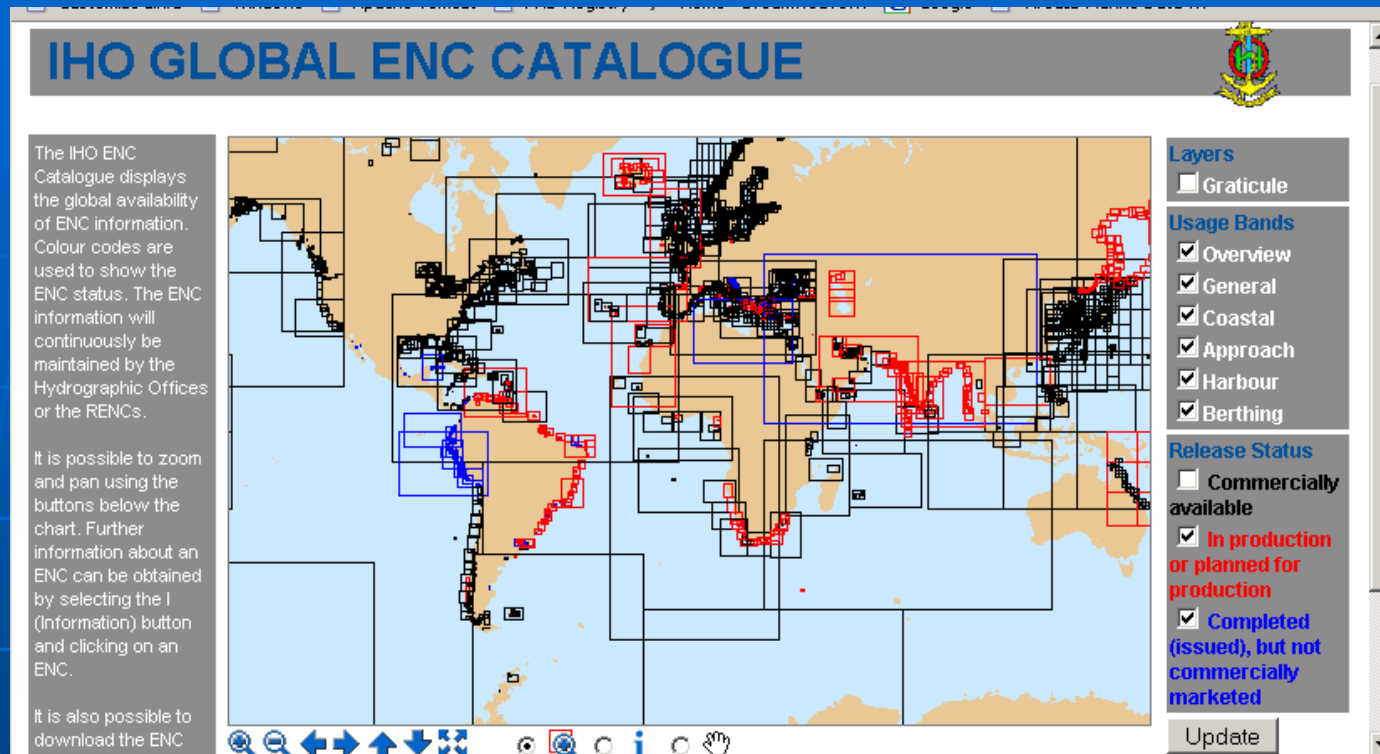 IHO GLOBAL ENC CATALOGUE
The IHO ENC
Catalogue displays
the global availability
of ENC information.
Colour codes are
used to show the
ENC status. The ENC
information will
continuously be
maintained by the
Hydrographic Offices
or the RENCs.
It is possible to zoom
and pan using the
buttons below the
chart. Further
information about an
ENC can be obtained
by selecting the I
(Information) button
and clicking on an
ENC.
It is also possible to
download the ENC
Layers
Graticule
Usage Bands
Overview
General
Coastal
Approach
Harbour
Berthing
Release Status
Commercially
available
In production
or planned for
production
Completed
(issued), but not
commercially
marketed
Update